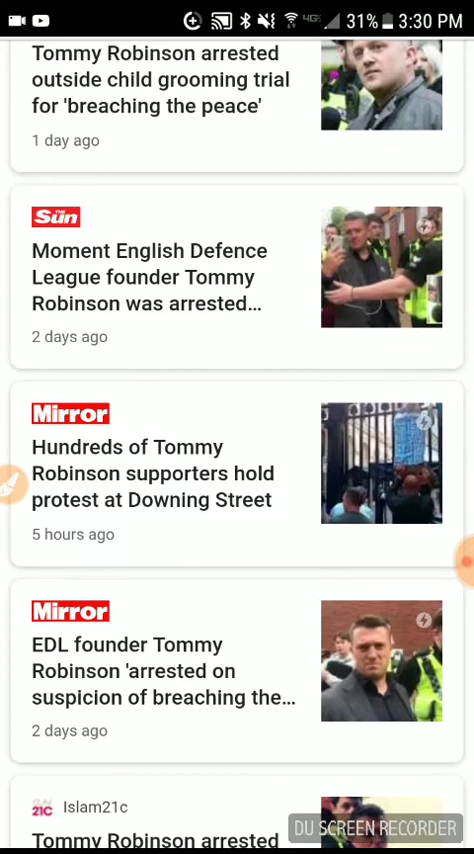 4G
31% 3:30 PM
Tommy Robinson arrested
outside child grooming trial
for 'breaching the peace'
1 day ago
THE Sun
Moment English Defence
League founder Tommy
Robinson was arrested…
2 days ago
Mirror
Hundreds of Tommy
Robinson supporters hold
protest at Downing Street
5 hours ago
Mirror
EDL founder Tommy
Robinson 'arrested on
suspicion of breaching the…
2 days ago
21C Islam21c
DU SCREEN RECORDER
Tommy Robinson arrested